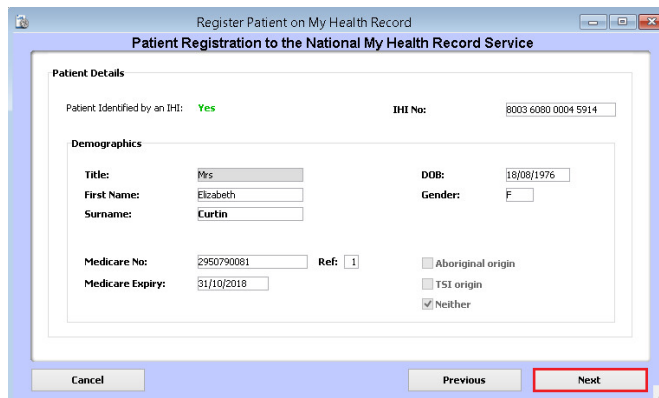 Register Patient on My Health Record
Patient Registration to the National My Health Record Service
Patient Details
Patient Identified by an IHI: Yes IHI No: 8003 6080 0004 5914
Demographics
Title: Mrs DOB: 18/08/1976
First Name: Elizabeth Gender: F
Surname: Curtin
Medicare No: 2950790081 Ref: 1 Aboriginal origin
Medicare Expiry: 31/10/2018 TSI origin
Neither
Cancel Previous Next